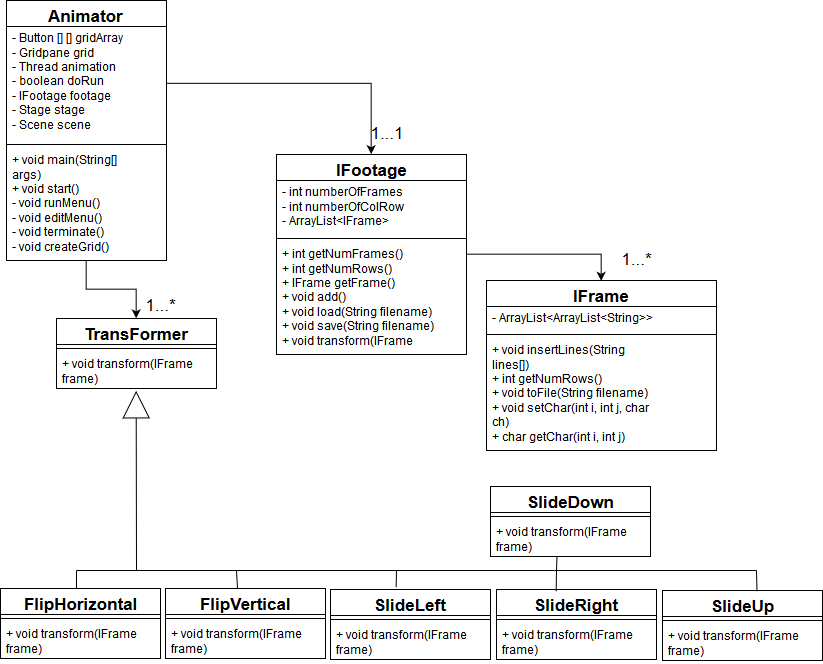 Animator
- Button [] [] gridArray
- Gridpane grid
- Thread animation
- boolean doRun
- IFootage footage
- Stage stage
- Scene scene
+ void main(String[]
args)
+ void start()
- void runMenu()
- void editMenu()
- void terminate()
- void createGrid()
1...1
IFootage
- int numberOfFrames
- int numberOfColRow
- ArrayList<IFrame>
+ int getNumFrames()
+ int getNumRows()
+ IFrame getFrame()
+ void add()
+ void load(String filename)
+ void save(String filename)
+ void transform(IFrame
1...*
IFrame
- ArrayList<ArrayList<String>>
+ void insertLines(String
lines[])
+ int getNumRows()
+ void toFile(String filename)
+ void setChar(int i, int j, char
ch)
+ char getChar(int i, int j)
1...*
TransFormer
+ void transform(IFrame
frame)
SlideDown
+ void transform(IFrame
frame)
FlipHorizontal
+ void transform(IFrame
frame)
FlipVertical
+ void transform(IFrame
frame)
SlideLeft
+ void transform(IFrame
frame)
SlideRight
+ void transform(IFrame
frame)
SlideUp
+ void transform(IFrame
frame)